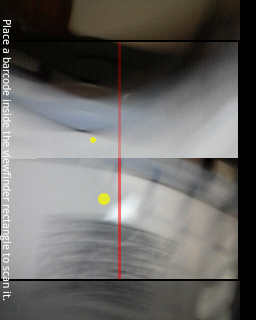 Place a barcode inside the viewfinder rectangle to scan it.